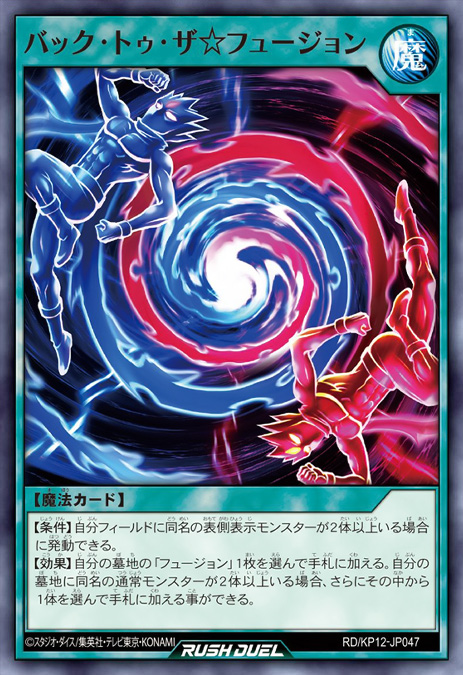 バック・トゥ・ザ☆フュージョン
魔
【魔法カード】
【条件】自分フィールドに同名の表側表示モンスターが2体以上いる場合
に発動できる。
【効果】自分の墓地の「フュージョン」1枚を選んで手札に加える。自分の
墓地に同名の通常モンスターが2体以上いる場合、さらにその中から
1体を選んで手札に加える事ができる。
©スタジオ・ダイス/集英社・テレビ東京・KONAMI
RUSH DUEL
RD/KP12-JP047